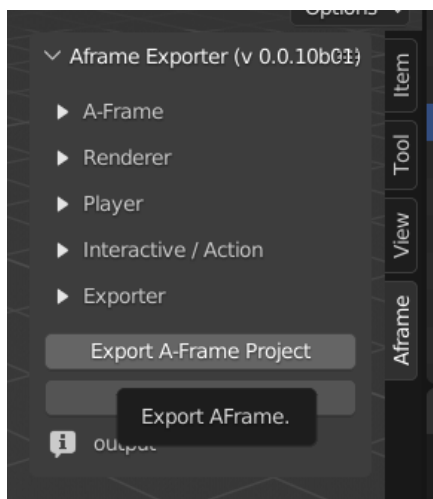 Options
Aframe Exporter (v 0.0.10b01)
Item
A-Frame
Renderer
Tool
Player
View
Interactive / Action
Exporter
Aframe
Export A-Frame Project
Export AFrame.
output